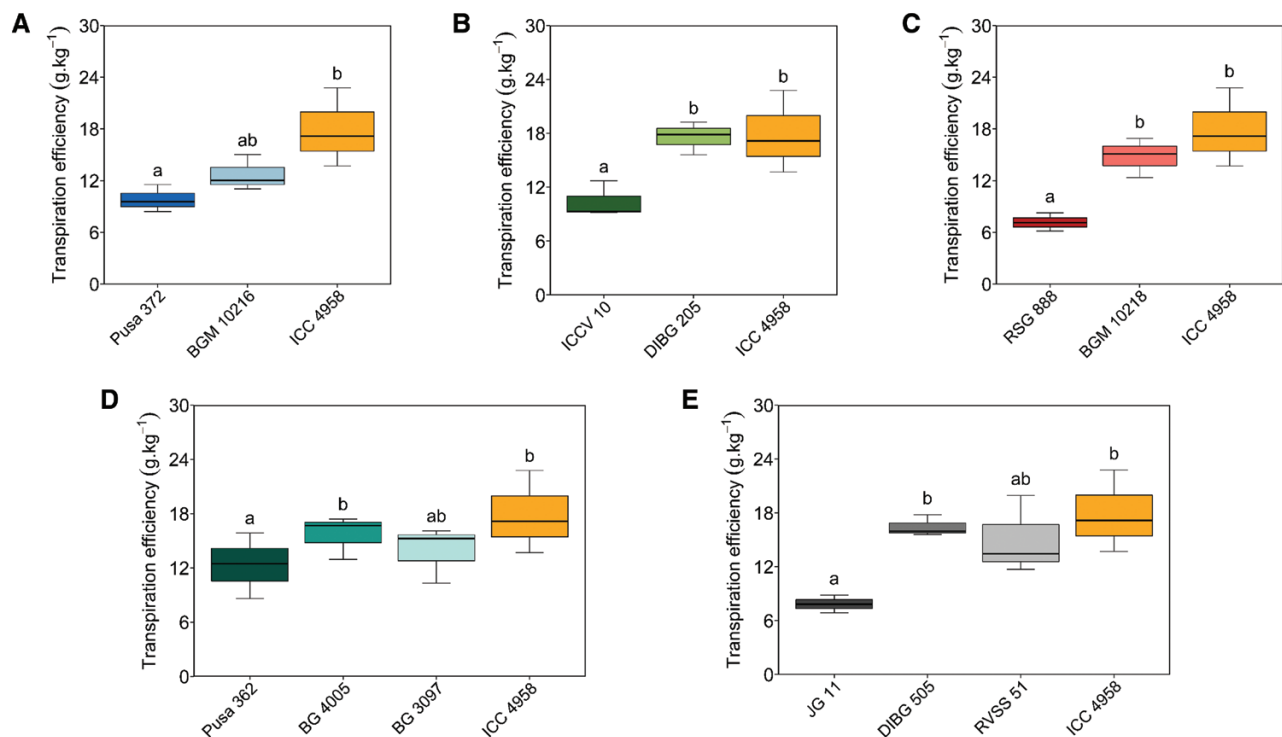 A
Transpiration efficiency (g.kg⁻¹)
30
24
18
12
6
0
a
ab
b
Pusa 372
BGM 10216
ICC 4958
B
Transpiration efficiency (g.kg⁻¹)
30
24
18
12
6
0
a
b
b
ICCV 10
DIBG 205
ICC 4958
C
Transpiration efficiency (g.kg⁻¹)
30
24
18
12
6
0
a
b
b
RSG 888
BGM 10218
ICC 4958
D
Transpiration efficiency (g.kg⁻¹)
30
24
18
12
6
0
a
b
ab
b
Pusa 362
BG 4005
BG 3097
ICC 4958
E
Transpiration efficiency (g.kg⁻¹)
30
24
18
12
6
0
a
b
ab
b
JG 11
DIBG 505
RVSS 51
ICC 4958